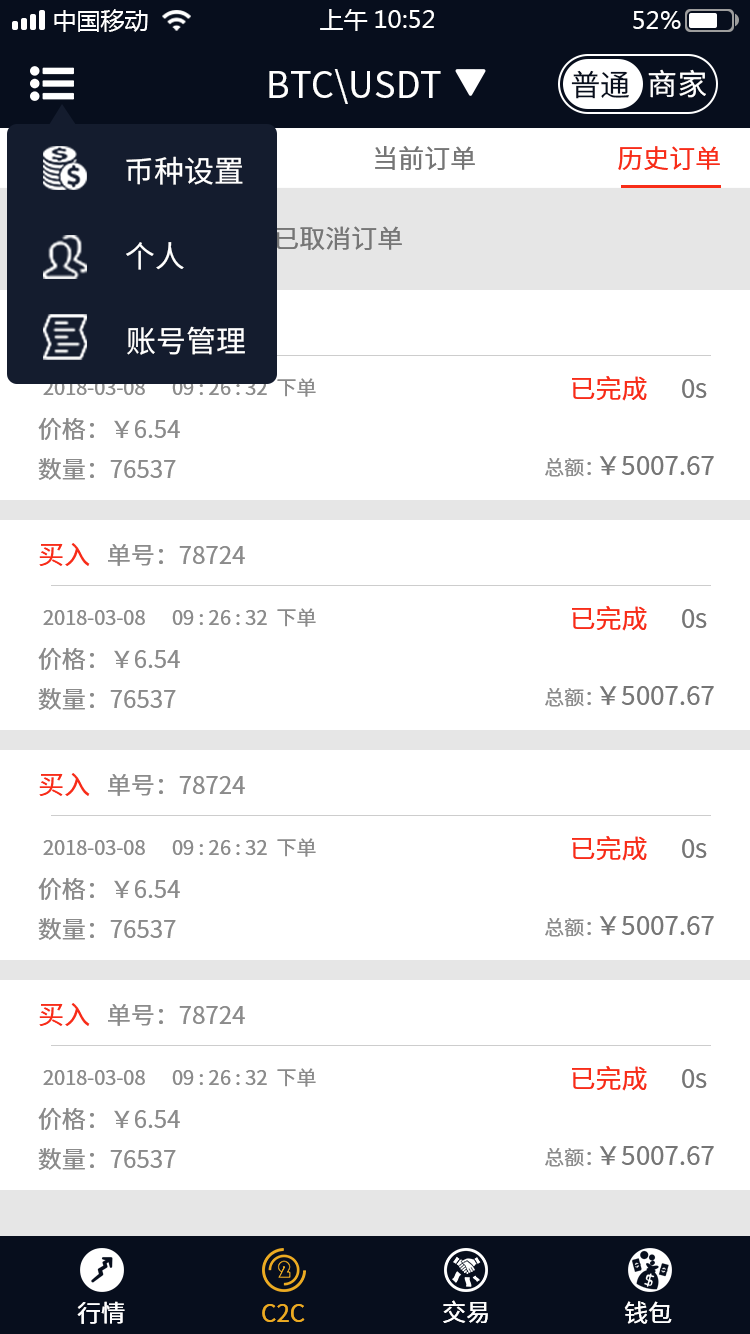 中国移动 上午 10:52 52%
BTC\USDT▼ 普通 商家
当前订单 历史订单
币种设置
已取消订单
个人
账号管理
2018-03-08 09:26:32 下单 已完成 0s
价格：￥6.54
数量：76537 总额:￥5007.67
买入 单号：78724
2018-03-08 09:26:32 下单 已完成 0s
价格：￥6.54
数量：76537 总额:￥5007.67
买入 单号：78724
2018-03-08 09:26:32 下单 已完成 0s
价格：￥6.54
数量：76537 总额:￥5007.67
买入 单号：78724
2018-03-08 09:26:32 下单 已完成 0s
价格：￥6.54
数量：76537 总额:￥5007.67
行情 C2C 交易 钱包